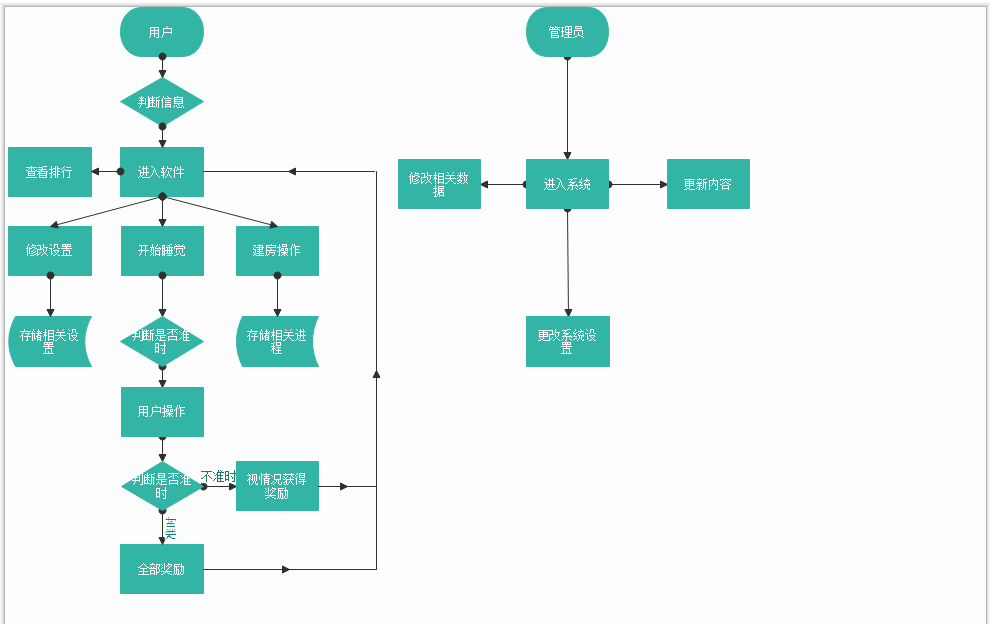 用户
管理员
判断信息
查看排行
进入软件
修改相关数
据
进入系统
更新内容
修改设置
开始睡觉
建房操作
存储相关设
置
判断是否准
时
存储相关进
程
更改系统设
置
用户操作
判断是否准
时
不准时
视情况获得
奖励
准时
全部奖励